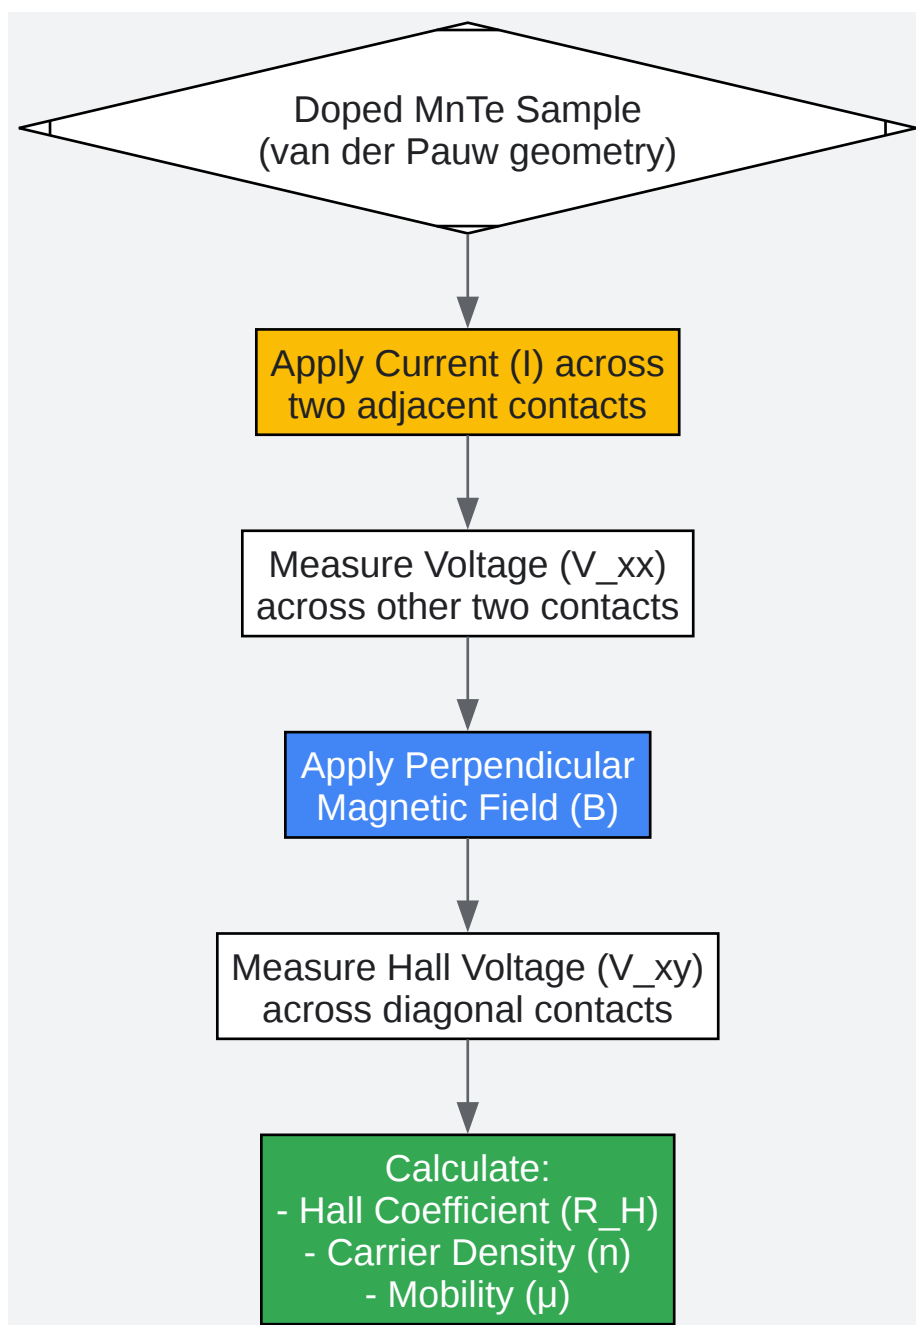 Doped MnTe Sample
(van der Pauw geometry)
Apply Current (I) across
two adjacent contacts
Measure Voltage (V_xx)
across other two contacts
Apply Perpendicular
Magnetic Field (B)
Measure Hall Voltage (V_xy)
across diagonal contacts
Calculate:
- Hall Coefficient (R_H)
- Carrier Density (n)
- Mobility (μ)